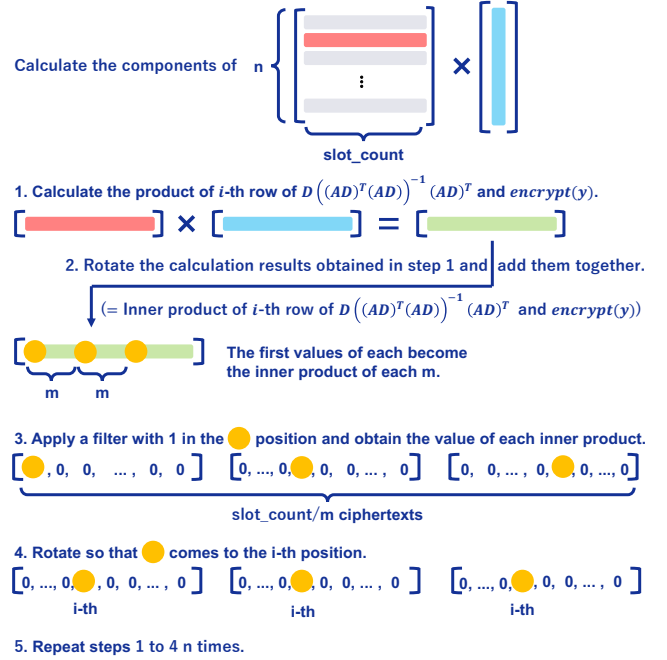 Calculate the components of n
⋮
×
slot_count
1. Calculate the product of i-th row of D((AD)^T(AD))^{-1}(AD)^T and encrypt(y).
[ ] × [ ] = [ ]
2. Rotate the calculation results obtained in step 1 and add them together.
(= Inner product of i-th row of D((AD)^T(AD))^{-1}(AD)^T and encrypt(y))
The first values of each become
the inner product of each m.
m m
3. Apply a filter with 1 in the position and obtain the value of each inner product.
[ , 0, 0, ... , 0, 0 ] [0, ..., 0, , 0, 0, ... , 0] [0, 0, ... , 0, , 0, ..., 0]
slot_count/m ciphertexts
4. Rotate so that comes to the i-th position.
[0, ..., 0, , 0, 0, ... , 0] [0, ..., 0, , 0, 0, ... , 0] [0, ..., 0, , 0, 0, ... , 0]
i-th i-th i-th
5. Repeat steps 1 to 4 n times.